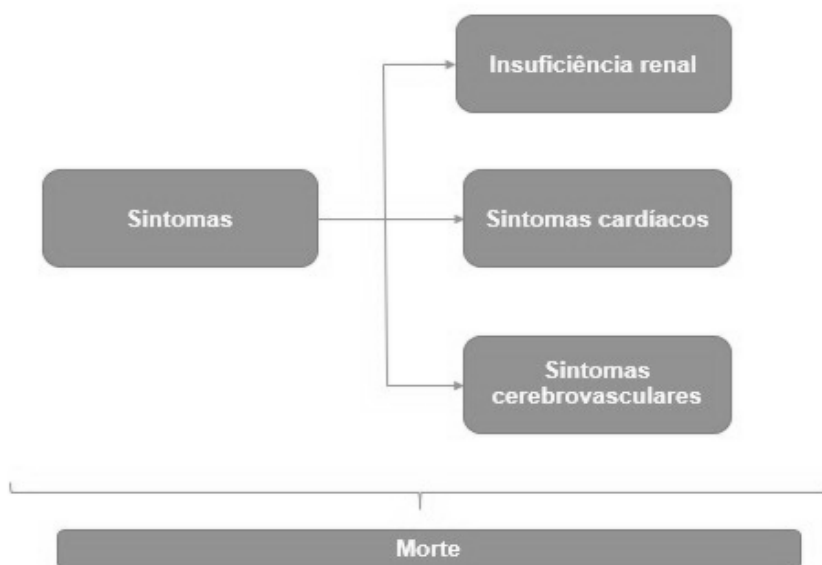 Insuficiência renal
Sintomas
Sintomas cardíacos
Sintomas
cerebrovasculares
Morte